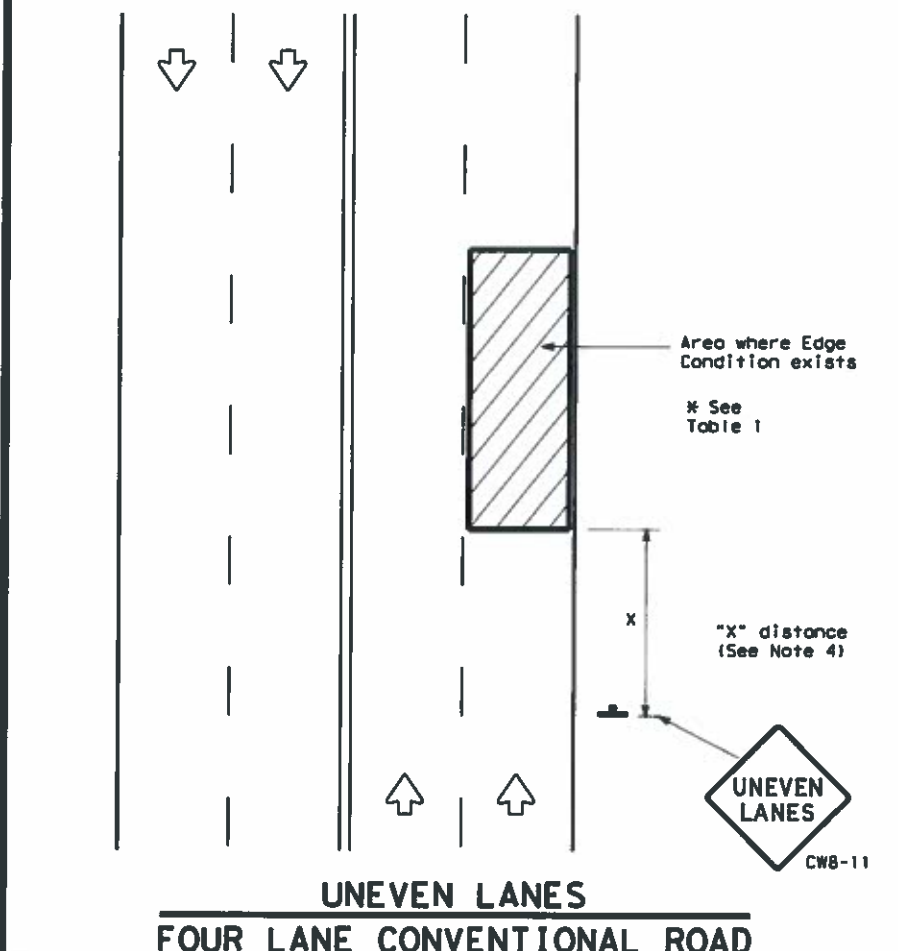 Area where Edge
Condition exists
* See
Table 1
X
"X" distance
(See Note 4)
UNEVEN
LANES
CW8-11
UNEVEN LANES
FOUR LANE CONVENTIONAL ROAD